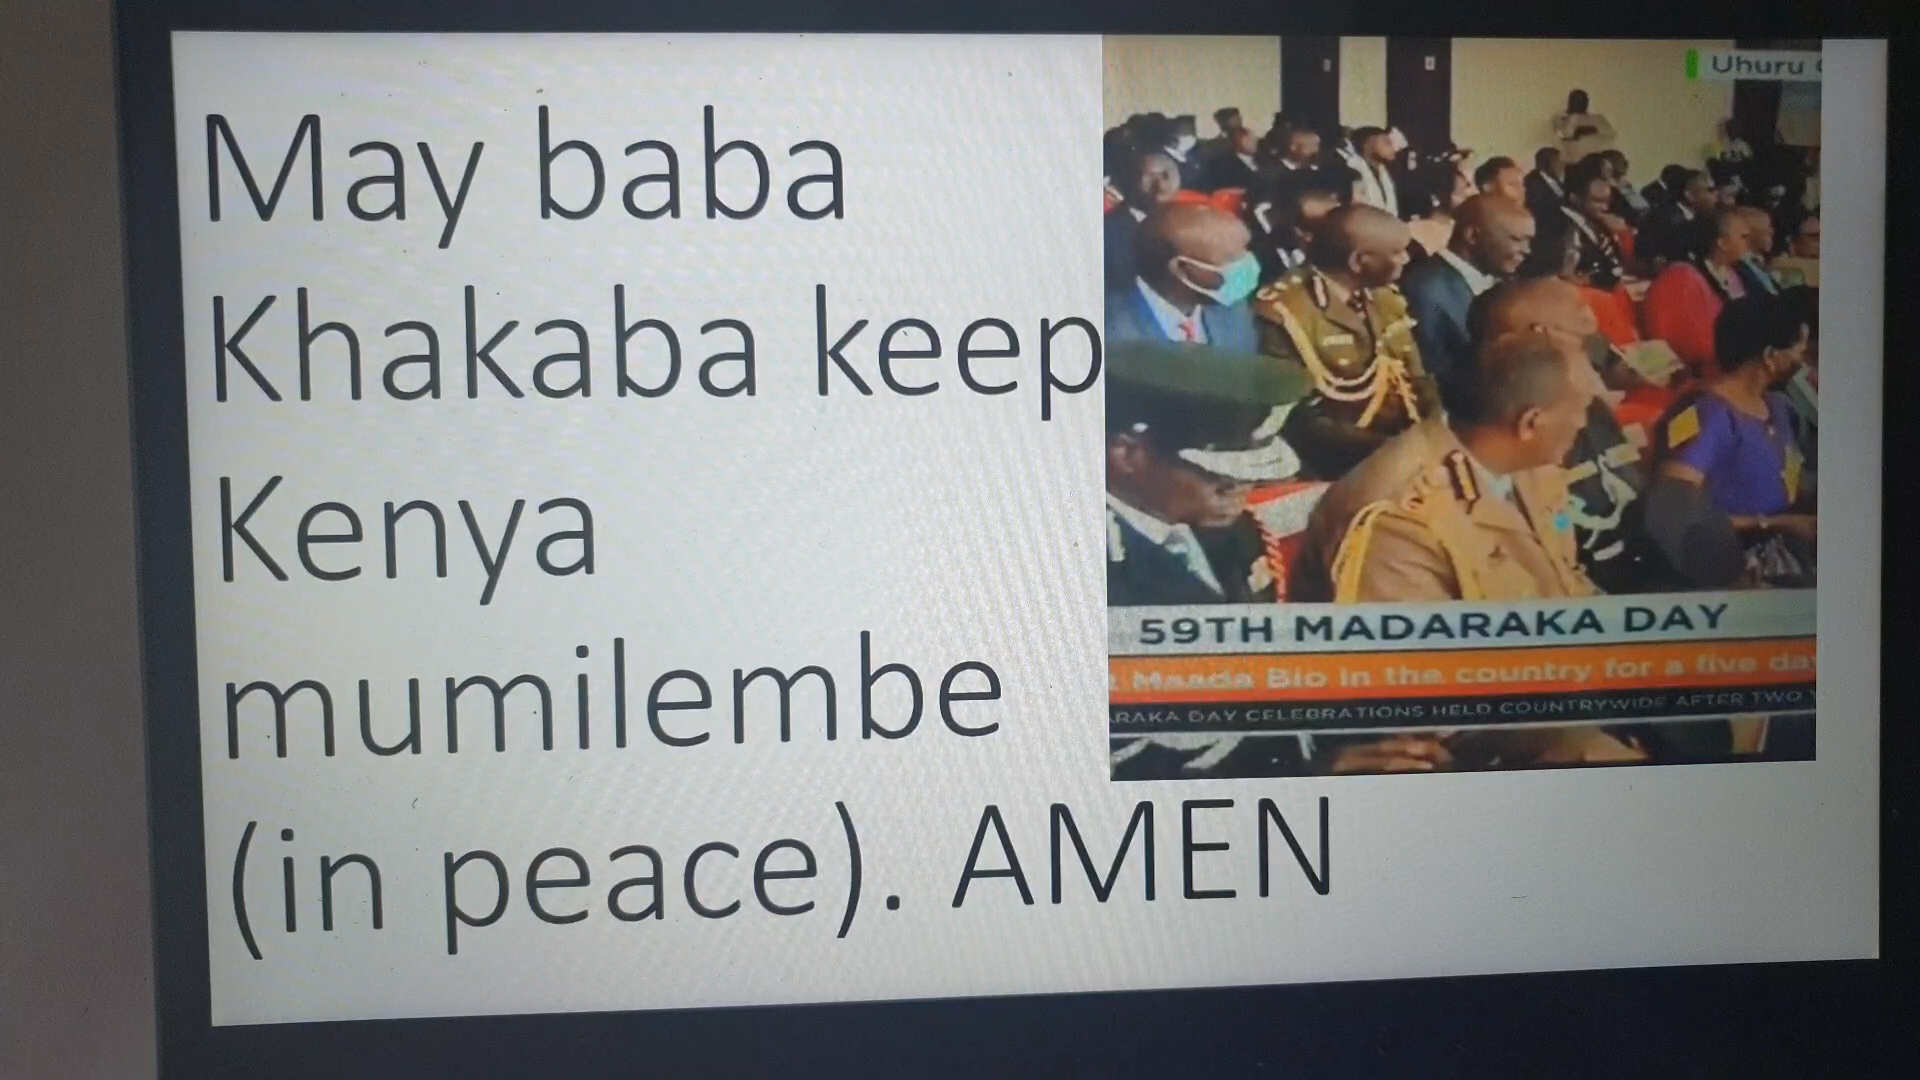 May baba
Khakaba keep
Kenya
mumilembe
(in peace). AMEN
Uhuru
59TH MADARAKA DAY
Maada Bio in the country for a five
RAKA DAY CELEBRATIONS HELD COUNTRYWIDE AFTER TWO